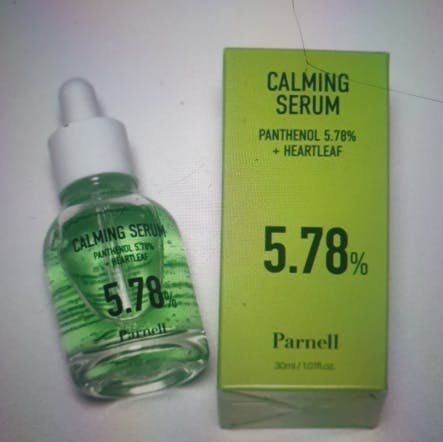 CALMING SERUM
PANTHENOL 5.78%
+ HEARTLEAF
5.78%
Parnell
CALMING
SERUM
PANTHENOL 5.78%
+ HEARTLEAF
5.78%
Parnell
30ml / 1.01fl.oz.